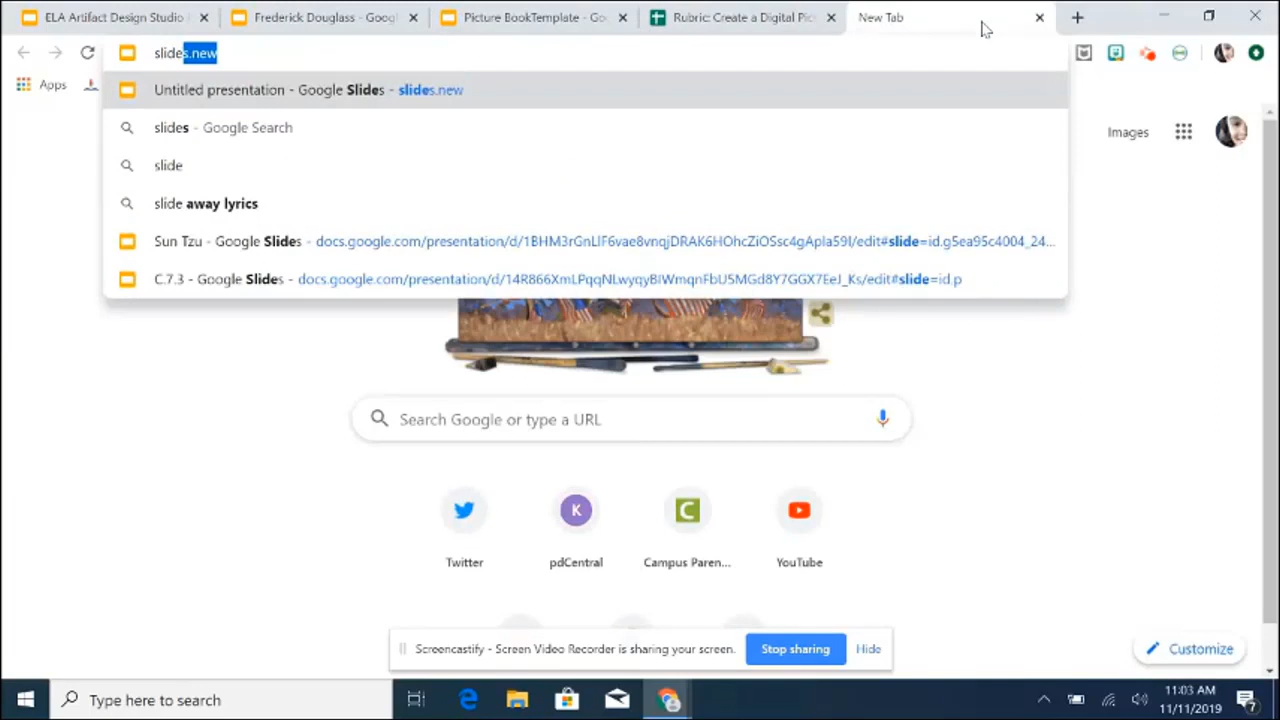 ELA Artifact Design Studio
Frederick Douglass - Goog
Picture BookTemplate - Go
Rubric: Create a Digital Pic
New Tab
slides.new
Apps
Untitled presentation - Google Slides - slides.new
slides - Google Search
slide
slide away lyrics
Sun Tzu - Google Slides - docs.google.com/presentation/d/1BHM3rGnLlF6vae8vnqjDRAK6HOhcZiOSsc4gApla59I/edit#slide=id.g5ea95c4004_24...
C.7.3 - Google Slides - docs.google.com/presentation/d/14R866XmLPqqNLwyqyBIWmqnFbU5MGd8Y7GGX7EeJ_Ks/edit#slide=id.p
Images
Search Google or type a URL
K
C
Twitter
pdCentral
Campus Paren...
YouTube
Screencastify - Screen Video Recorder is sharing your screen.
Stop sharing
Hide
Customize
Type here to search
11:03 AM
11/11/2019
7